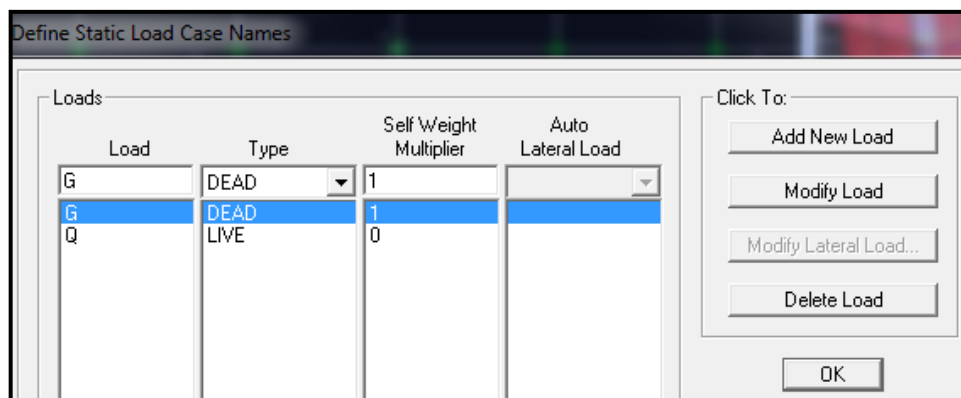 Define Static Load Case Names
Loads
Load Type Self Weight Multiplier Auto Lateral Load
G DEAD 1
G DEAD 1
Q LIVE 0
Click To:
Add New Load
Modify Load
Modify Lateral Load...
Delete Load
OK